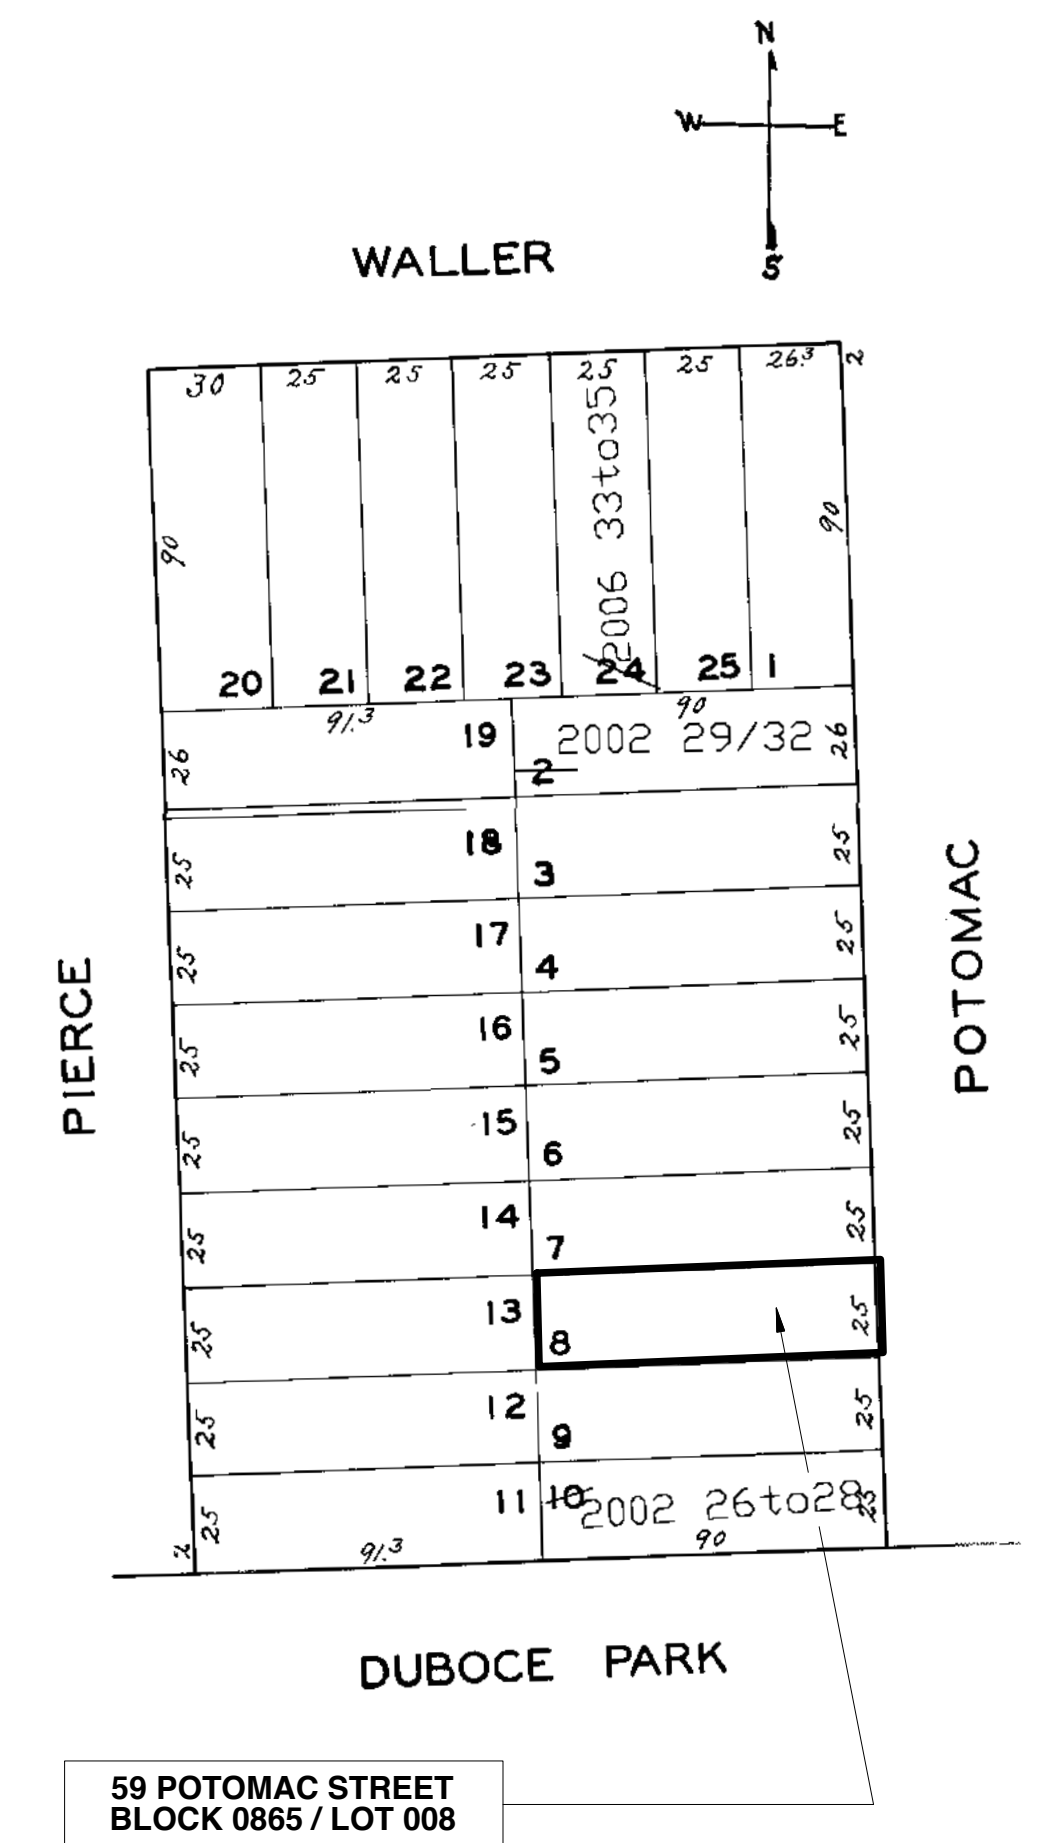 N
W E
S
WALLER
30 25 25 25 25 25 26.3 2
2006 33to35
90 90
20 21 22 23 24 25 1
91.3 90
19 2002 29/32
26 2 26
18
25 3 25
17
25 4 25
16
25 5 25
15
25 6 25
14
25 7 25
13
25 8 25
12
25 9 25
11 10 2002 26to28
25 25
2 91.3 90
PIERCE
POTOMAC
DUBOCE PARK
59 POTOMAC STREET
BLOCK 0865 / LOT 008